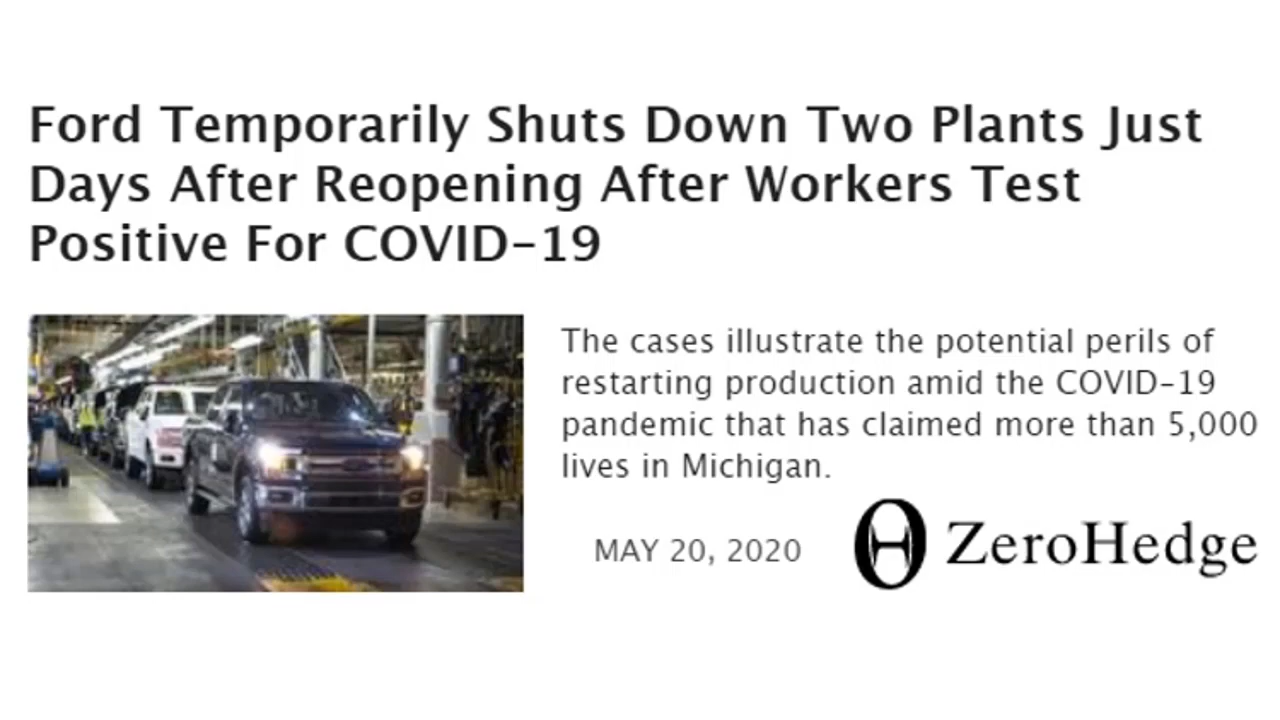 Ford Temporarily Shuts Down Two Plants Just
Days After Reopening After Workers Test
Positive For COVID-19
The cases illustrate the potential perils of
restarting production amid the COVID-19
pandemic that has claimed more than 5,000
lives in Michigan.
MAY 20, 2020
ZeroHedge